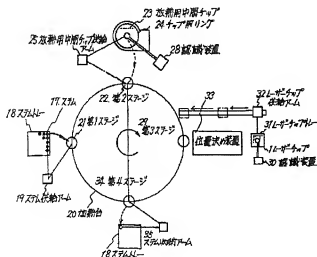 23 放熱用中間チップ
24 チップ用リング
25 放熱用中間チップ供給
アーム
28 認識装置
22 第2ステージ
33
32 レーザーチップ
供給アーム
17 ステム
18 ステムトレー
21 第1ステージ
29
第3ステージ
位置決め装置
31 レーザーチップトレー
1 レーザーチップ
30 認識装置
19 ステム供給アーム
34 第4ステージ
20 回転台
35
ステム収納アーム
18 ステムトレー